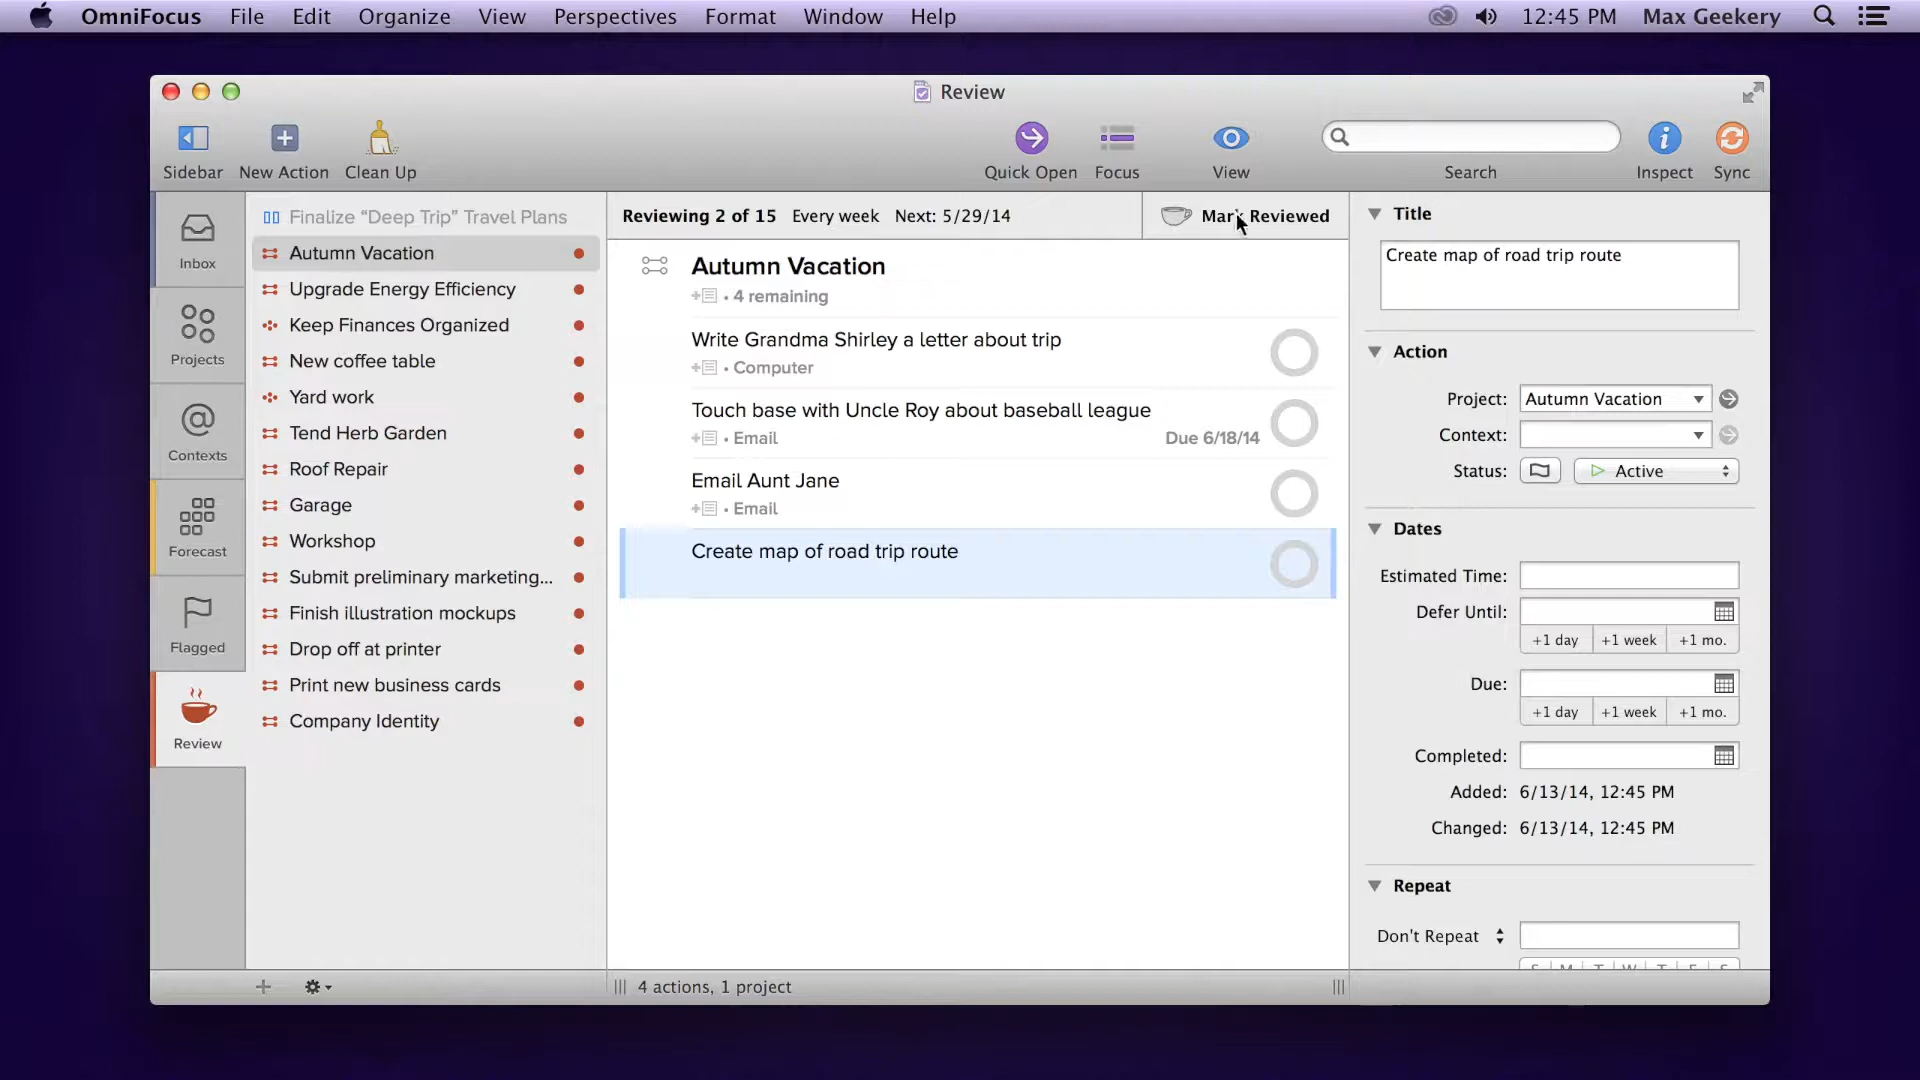 OmniFocus File Edit Organize View Perspectives Format Window Help 12:45 PM Max Geekery
Review
Sidebar New Action Clean Up Quick Open Focus View Search Inspect Sync
Inbox
Projects
Contexts
Forecast
Flagged
Review
Finalize “Deep Trip” Travel Plans
Autumn Vacation
Upgrade Energy Efficiency
Keep Finances Organized
New coffee table
Yard work
Tend Herb Garden
Roof Repair
Garage
Workshop
Submit preliminary marketing...
Finish illustration mockups
Drop off at printer
Print new business cards
Company Identity
Reviewing 2 of 15 Every week Next: 5/29/14 Mark Reviewed
Autumn Vacation
+ • 4 remaining
Write Grandma Shirley a letter about trip
+ • Computer
Touch base with Uncle Roy about baseball league
+ • Email Due 6/18/14
Email Aunt Jane
+ • Email
Create map of road trip route
4 actions, 1 project
Title
Create map of road trip route
Action
Project: Autumn Vacation
Context:
Status: Active
Dates
Estimated Time:
Defer Until:
+1 day +1 week +1 mo.
Due:
+1 day +1 week +1 mo.
Completed:
Added: 6/13/14, 12:45 PM
Changed: 6/13/14, 12:45 PM
Repeat
Don't Repeat